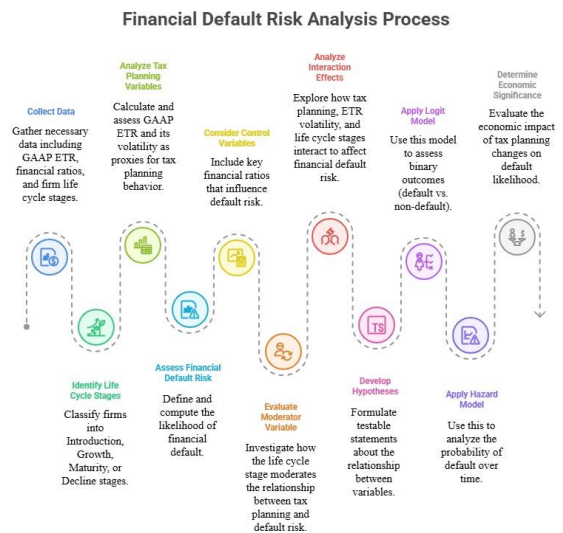 Financial Default Risk Analysis Process
Collect Data
Gather necessary
data including
GAAP ETR,
financial ratios,
and firm life
cycle stages.
Identify Life
Cycle Stages
Classify firms
into
Introduction,
Growth,
Maturity, or
Decline stages.
Analyze Tax
Planning
Variables
Calculate and
assess GAAP
ETR and its
volatility as
proxies for tax
planning
behavior.
Assess Financial
Default Risk
Define and
compute the
likelihood of
financial
default.
Consider Control
Variables
Include key
financial ratios
that influence
default risk.
Evaluate
Moderator
Variable
Investigate how
the life cycle
stage moderates
the relationship
between tax
planning and
default risk.
Analyze
Interaction
Effects
Explore how tax
planning, ETR
volatility, and
life cycle stages
interact to affect
financial default
risk.
TS
Develop
Hypotheses
Formulate
testable
statements
about the
relationship
between
variables.
Apply Logit
Model
Use this model
to assess
binary
outcomes
(default vs.
non-default).
Apply Hazard
Model
Use this to
analyze the
probability of
default over
time.
Determine
Economic
Significance
Evaluate the
economic impact
of tax planning
changes on
default
likelihood.